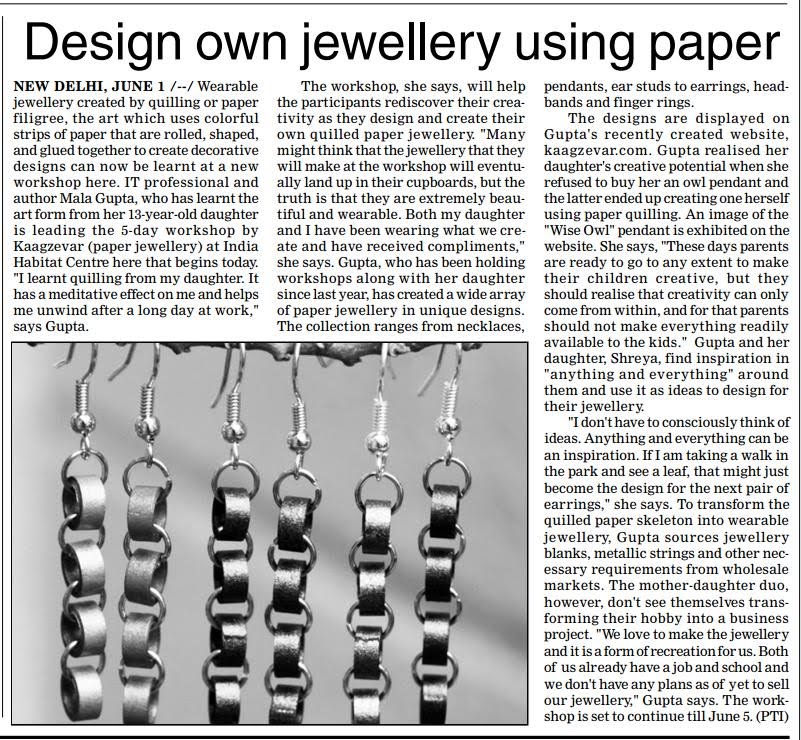 Design own jewellery using paper
NEW DELHI, JUNE 1 /--/ Wearable
jewellery created by quilling or paper
filigree, the art which uses colorful
strips of paper that are rolled, shaped,
and glued together to create decorative
designs can now be learnt at a new
workshop here. IT professional and
author Mala Gupta, who has learnt the
art form from her 13-year-old daughter
is leading the 5-day workshop by
Kaagzevar (paper jewellery) at India
Habitat Centre here that begins today.
"I learnt quilling from my daughter. It
has a meditative effect on me and helps
me unwind after a long day at work,"
says Gupta.
The workshop, she says, will help
the participants rediscover their crea-
tivity as they design and create their
own quilled paper jewellery. "Many
might think that the jewellery that they
will make at the workshop will eventu-
ally land up in their cupboards, but the
truth is that they are extremely beau-
tiful and wearable. Both my daughter
and I have been wearing what we cre-
ate and have received compliments,"
she says. Gupta, who has been holding
workshops along with her daughter
since last year, has created a wide array
of paper jewellery in unique designs.
The collection ranges from necklaces,
pendants, ear studs to earrings, head-
bands and finger rings.
The designs are displayed on
Gupta's recently created website,
kaagzevar.com. Gupta realised her
daughter's creative potential when she
refused to buy her an owl pendant and
the latter ended up creating one herself
using paper quilling. An image of the
"Wise Owl" pendant is exhibited on the
website. She says, "These days parents
are ready to go to any extent to make
their children creative, but they
should realise that creativity can only
come from within, and for that parents
should not make everything readily
available to the kids." Gupta and her
daughter, Shreya, find inspiration in
"anything and everything" around
them and use it as ideas to design for
their jewellery.
"I don't have to consciously think of
ideas. Anything and everything can be
an inspiration. If I am taking a walk in
the park and see a leaf, that might just
become the design for the next pair of
earrings," she says. To transform the
quilled paper skeleton into wearable
jewellery, Gupta sources jewellery
blanks, metallic strings and other nec-
essary requirements from wholesale
markets. The mother-daughter duo,
however, don't see themselves trans-
forming their hobby into a business
project. "We love to make the jewellery
and it is a form of recreation for us. Both
of us already have a job and school and
we don't have any plans as of yet to sell
our jewellery," Gupta says. The work-
shop is set to continue till June 5. (PTI)